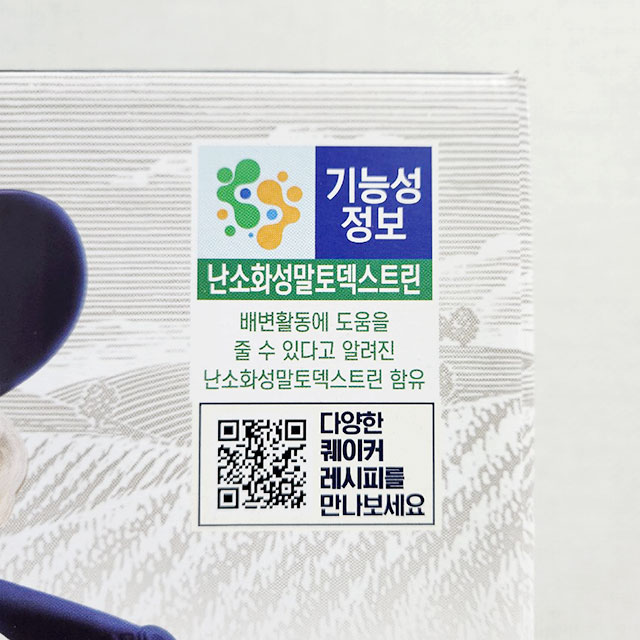 기능성
정보
난소화성말토덱스트린
배변활동에 도움을
줄 수 있다고 알려진
난소화성말토덱스트린 함유
다양한
퀘이커
레시피를
만나보세요